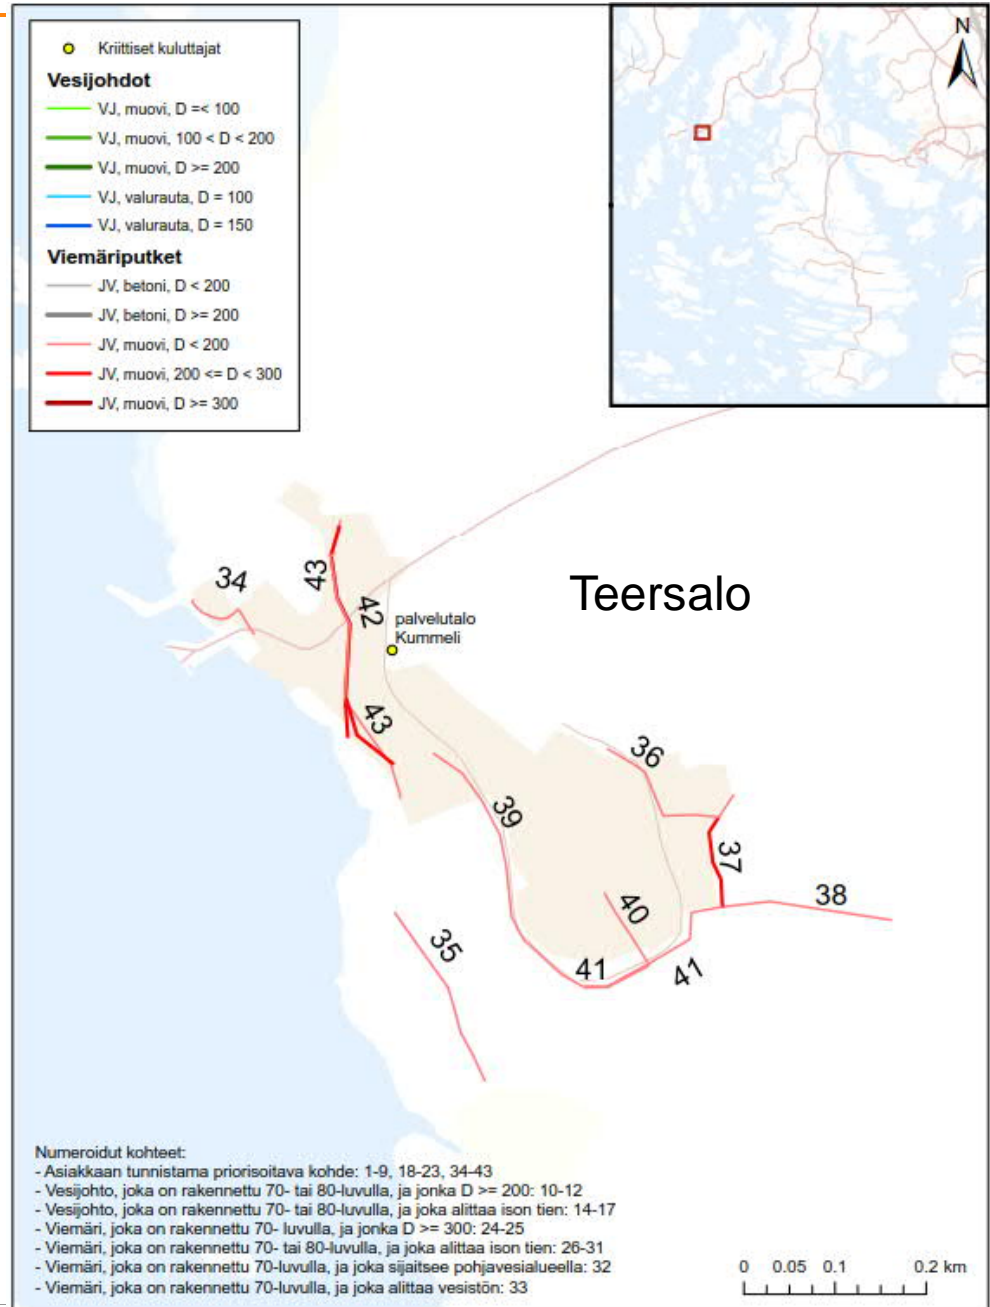 Kriittiset kuluttajat
Vesijohdot
VJ, muovi, D =< 100
VJ, muovi, 100 < D < 200
VJ, muovi, D >= 200
VJ, valurauta, D = 100
VJ, valurauta, D = 150
Viemäriputket
JV, betoni, D < 200
JV, betoni, D >= 200
JV, muovi, D < 200
JV, muovi, 200 <= D < 300
JV, muovi, D >= 300
N
34
43
42
palvelutalo
Kummeli
Teersalo
43
36
39
37
40
38
35
41
41
Numeroidut kohteet:
- Asiakkaan tunnistama priorisoitava kohde: 1-9, 18-23, 34-43
- Vesijohto, joka on rakennettu 70- tai 80-luvulla, ja jonka D >= 200: 10-12
- Vesijohto, joka on rakennettu 70- tai 80-luvulla, ja joka alittaa ison tien: 14-17
- Viemäri, joka on rakennettu 70- luvulla, ja jonka D >= 300: 24-25
- Viemäri, joka on rakennettu 70- tai 80-luvulla, ja joka alittaa ison tien: 26-31
- Viemäri, joka on rakennettu 70-luvulla, ja joka sijaitsee pohjavesialueella: 32
- Viemäri, joka on rakennettu 70-luvulla, ja joka alittaa vesistön: 33
0 0.05 0.1 0.2 km